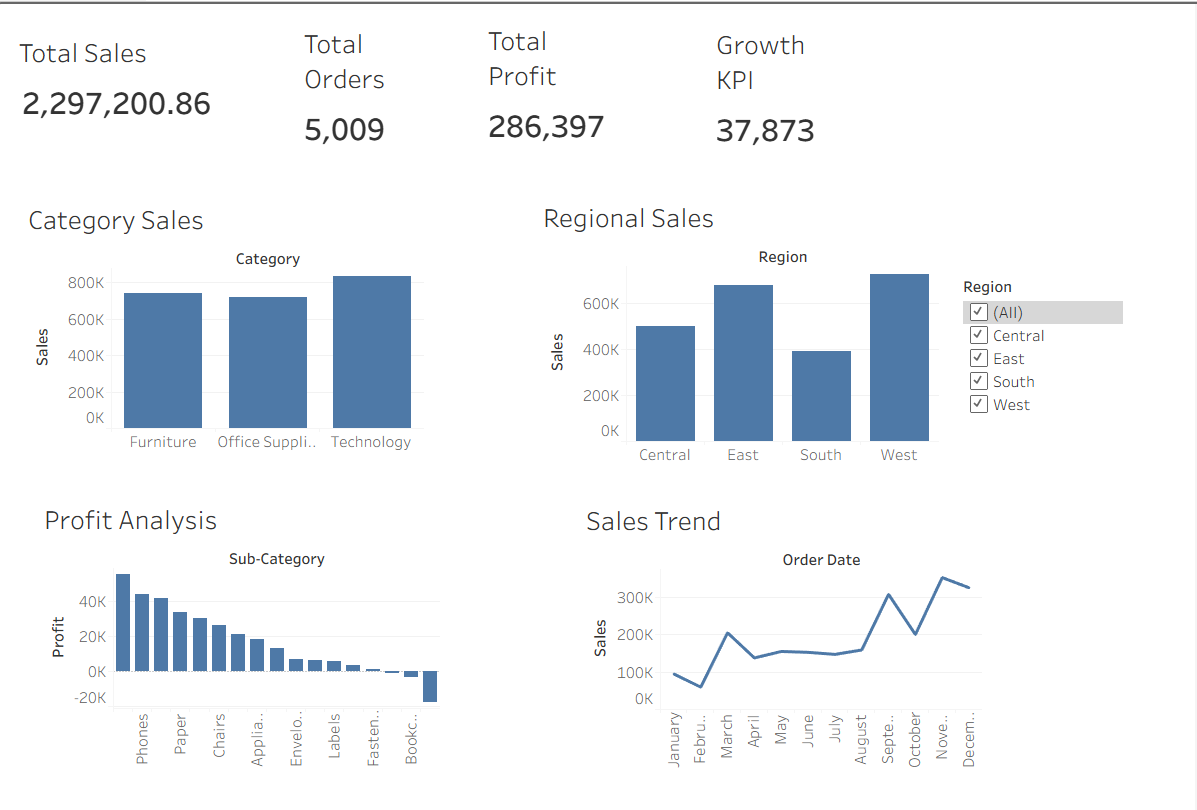 Total Sales
2,297,200.86
Total
Orders
5,009
Total
Profit
286,397
Growth
KPI
37,873
Category Sales
Category
Sales
800K
600K
400K
200K
0K
Furniture
Office Suppli..
Technology
Regional Sales
Region
Sales
600K
400K
200K
0K
Central
East
South
West
Region
(All)
Central
East
South
West
Profit Analysis
Sub-Category
Profit
40K
20K
0K
-20K
Phones
Paper
Chairs
Applia..
Envelo..
Labels
Fasten..
Bookc..
Sales Trend
Order Date
Sales
300K
200K
100K
0K
January
Febru..
March
April
May
June
July
August
Septe..
October
Nove..
Decem..